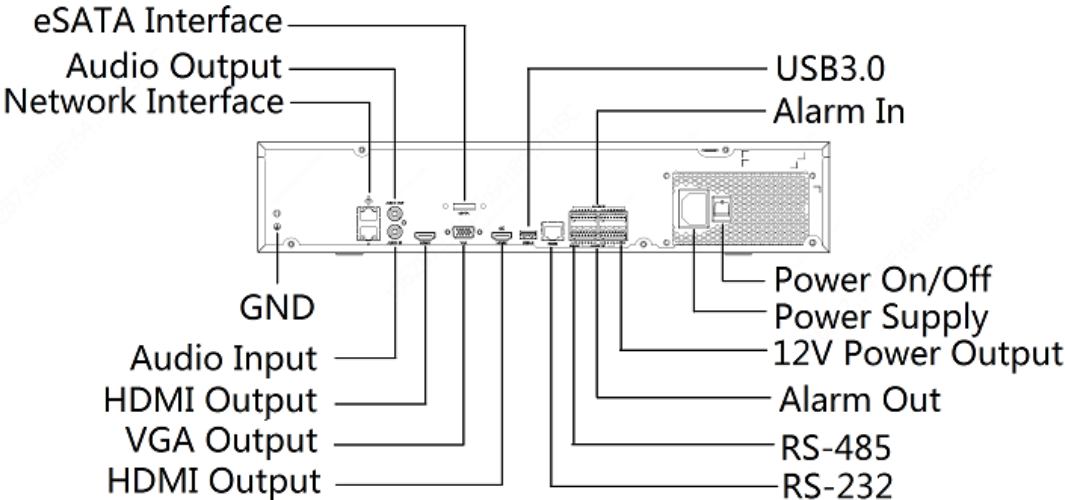 eSATA Interface
Audio Output
Network Interface
USB3.0
Alarm In
GND
Audio Input
HDMI Output
VGA Output
HDMI Output
Power On/Off
Power Supply
12V Power Output
Alarm Out
RS-485
RS-232